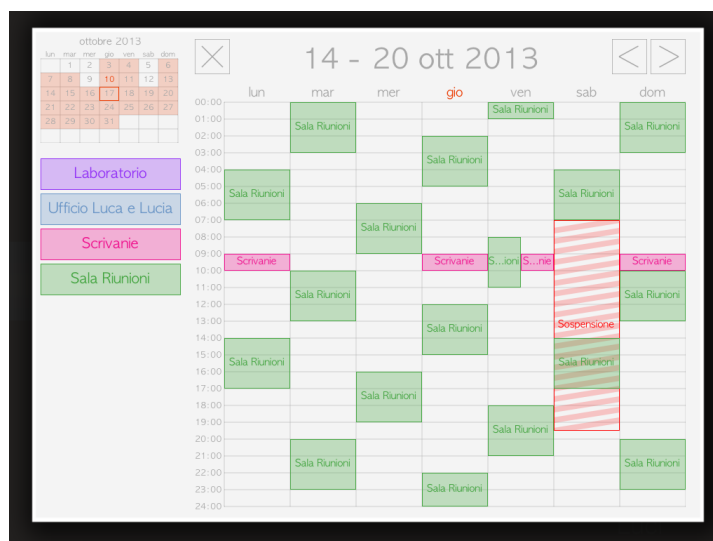 ottobre 2013
lun mar mer gio ven sab dom
1 2 3 4 5 6
7 8 9 10 11 12 13
14 15 16 17 18 19 20
21 22 23 24 25 26 27
28 29 30 31
Laboratorio
Ufficio Luca e Lucia
Scrivanie
Sala Riunioni
14 - 20 ott 2013
lun mar mer gio ven sab dom
00:00
Sala Riunioni
01:00
Sala Riunioni Sala Riunioni
02:00
03:00
Sala Riunioni
04:00
05:00
Sala Riunioni Sala Riunioni
06:00
07:00
Sala Riunioni
08:00
09:00
Scrivanie Scrivanie S...ioni S...nie Scrivanie
10:00
11:00
Sala Riunioni Sala Riunioni
12:00
13:00
Sala Riunioni Sospensione
14:00
15:00
Sala Riunioni Sala Riunioni
16:00
17:00
Sala Riunioni
18:00
19:00
Sala Riunioni
20:00
21:00
Sala Riunioni Sala Riunioni
22:00
23:00
Sala Riunioni
24:00